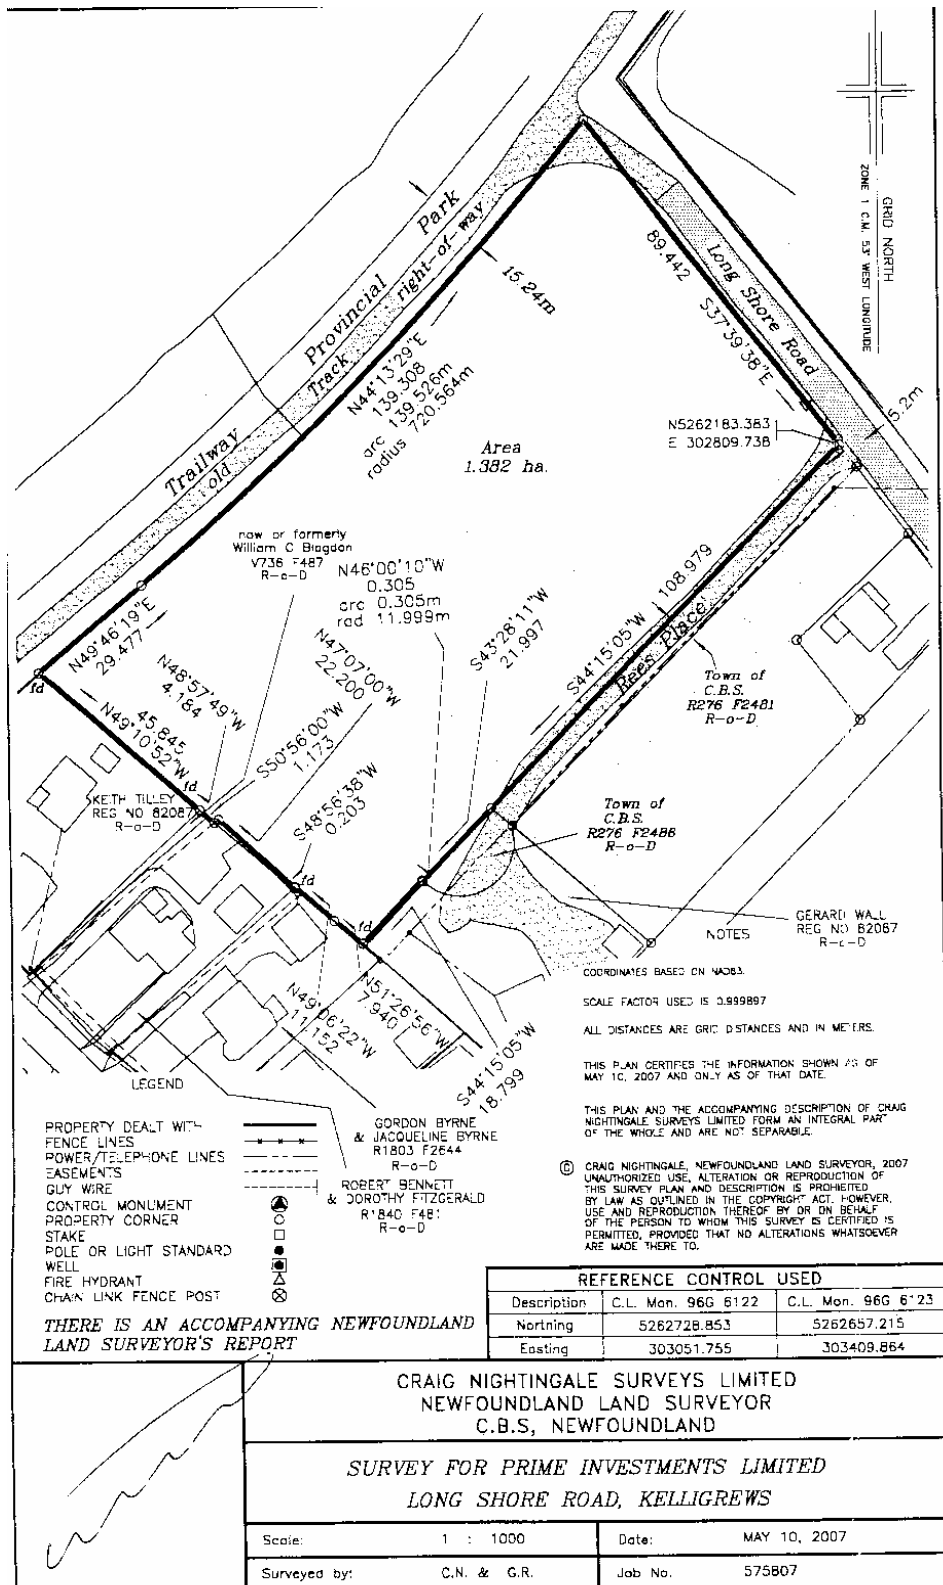 GRID NORTH
ZONE 1 C.M. 53° WEST LONGITUDE
Provincial Park
Trailway
old Track right-of-way
15.24m
89.442
S37°39'38"E
Long Shore Road
15.2m
N44°13'29"E
139.308
arc 139.526m
radius 720.564m
N5262183.383
E 302809.738
Area
1.382 ha.
now or formerly
William C Blagdon
V736 F487
R-o-D
N46°00'10"W
0.305
arc 0.305m
rad 11.999m
N49°46'19"E
29.477
fd
N48°57'49"W
4.184
45.845
N49°10'52"W
fd
N47°07'00"W
22.200
S50°56'00"W
1.173
S48°56'38"W
0.203
fd
S43°28'11"W
21.997
108.979
S44°15'05"W
Rees Place
Town of
C.B.S.
R276 F2481
R-o-D
Town of
C.B.S.
R276 F2486
R-o-D
KEITH TILLEY
REG NO 82087
R-o-D
fd
GERARD WALL
REG NO 82087
R-o-D
N49°06'22"W
11.152
N51°26'56"W
7.940
S44°15'05"W
18.799
NOTES
COORDINATES BASED ON NAD83.
SCALE FACTOR USED IS 0.999897
ALL DISTANCES ARE GRID DISTANCES AND IN METERS.
THIS PLAN CERTIFIES THE INFORMATION SHOWN AS OF
MAY 10, 2007 AND ONLY AS OF THAT DATE.
THIS PLAN AND THE ACCOMPANYING DESCRIPTION OF CRAIG
NIGHTINGALE SURVEYS LIMITED FORM AN INTEGRAL PART
OF THE WHOLE AND ARE NOT SEPARABLE.
© CRAIG NIGHTINGALE, NEWFOUNDLAND LAND SURVEYOR, 2007
UNAUTHORIZED USE, ALTERATION OR REPRODUCTION OF
THIS SURVEY PLAN AND DESCRIPTION IS PROHIBITED
BY LAW AS OUTLINED IN THE COPYRIGHT ACT. HOWEVER,
USE AND REPRODUCTION THEREOF BY OR ON BEHALF
OF THE PERSON TO WHOM THIS SURVEY IS CERTIFIED IS
PERMITTED, PROVIDED THAT NO ALTERATIONS WHATSOEVER
ARE MADE THERE TO.
LEGEND
PROPERTY DEALT WITH
FENCE LINES
POWER/TELEPHONE LINES
EASEMENTS
GUY WIRE
CONTROL MONUMENT
PROPERTY CORNER
STAKE
POLE OR LIGHT STANDARD
WELL
FIRE HYDRANT
CHAIN LINK FENCE POST
GORDON BYRNE
& JACQUELINE BYRNE
R1803 F2644
R-o-D
ROBERT BENNETT
& DOROTHY FITZGERALD
R1840 F481
R-o-D
THERE IS AN ACCOMPANYING NEWFOUNDLAND
LAND SURVEYOR'S REPORT
REFERENCE CONTROL USED
Description C.L. Mon. 96G 6122 C.L. Mon. 96G 6123
Northing 5262728.853 5262657.215
Easting 303051.755 303409.864
CRAIG NIGHTINGALE SURVEYS LIMITED
NEWFOUNDLAND LAND SURVEYOR
C.B.S, NEWFOUNDLAND
SURVEY FOR PRIME INVESTMENTS LIMITED
LONG SHORE ROAD, KELLIGREWS
Scale: 1 : 1000 Date: MAY 10, 2007
Surveyed by: C.N. & G.R. Job No. 575807